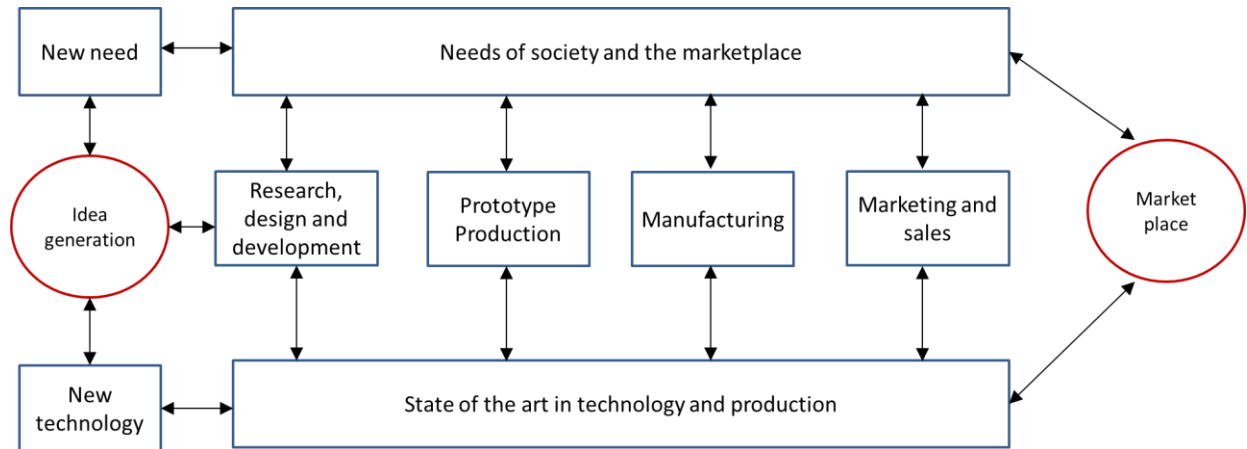 New need
Needs of society and the marketplace
Idea
generation
Research,
design and
development
Prototype
Production
Manufacturing
Marketing and
sales
Market
place
New
technology
State of the art in technology and production